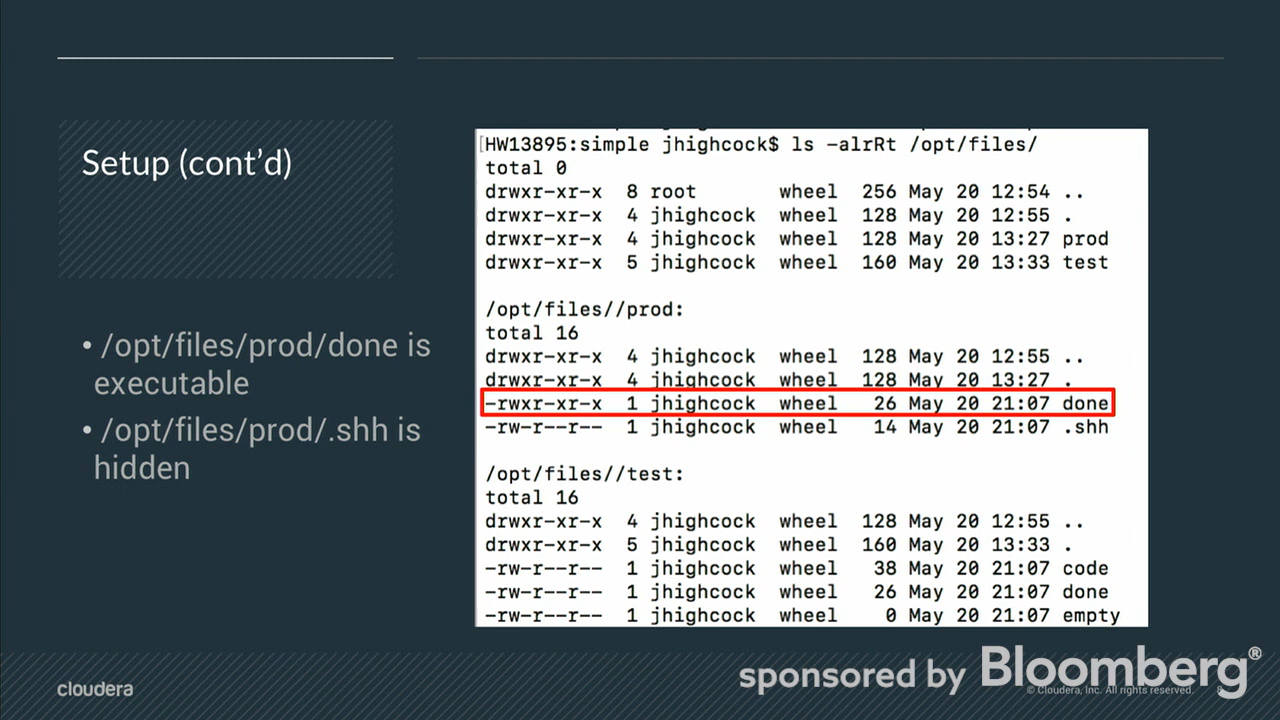 Setup (cont’d)
• /opt/files/prod/done is
executable
• /opt/files/prod/.shh is
hidden
[HW13895:simple jhighcock$ ls -alrRt /opt/files/
total 0
drwxr-xr-x 8 root wheel 256 May 20 12:54 ..
drwxr-xr-x 4 jhighcock wheel 128 May 20 12:55 .
drwxr-xr-x 4 jhighcock wheel 128 May 20 13:27 prod
drwxr-xr-x 5 jhighcock wheel 160 May 20 13:33 test
/opt/files//prod:
total 16
drwxr-xr-x 4 jhighcock wheel 128 May 20 12:55 ..
drwxr-xr-x 4 jhighcock wheel 128 May 20 13:27 .
-rwxr-xr-x 1 jhighcock wheel 26 May 20 21:07 done
-rw-r--r-- 1 jhighcock wheel 14 May 20 21:07 .shh
/opt/files//test:
total 16
drwxr-xr-x 4 jhighcock wheel 128 May 20 12:55 ..
drwxr-xr-x 5 jhighcock wheel 160 May 20 13:33 .
-rw-r--r-- 1 jhighcock wheel 38 May 20 21:07 code
-rw-r--r-- 1 jhighcock wheel 26 May 20 21:07 done
-rw-r--r-- 1 jhighcock wheel 0 May 20 21:07 empty
cloudera
sponsored by Bloomberg®
© Cloudera, Inc. All rights reserved.